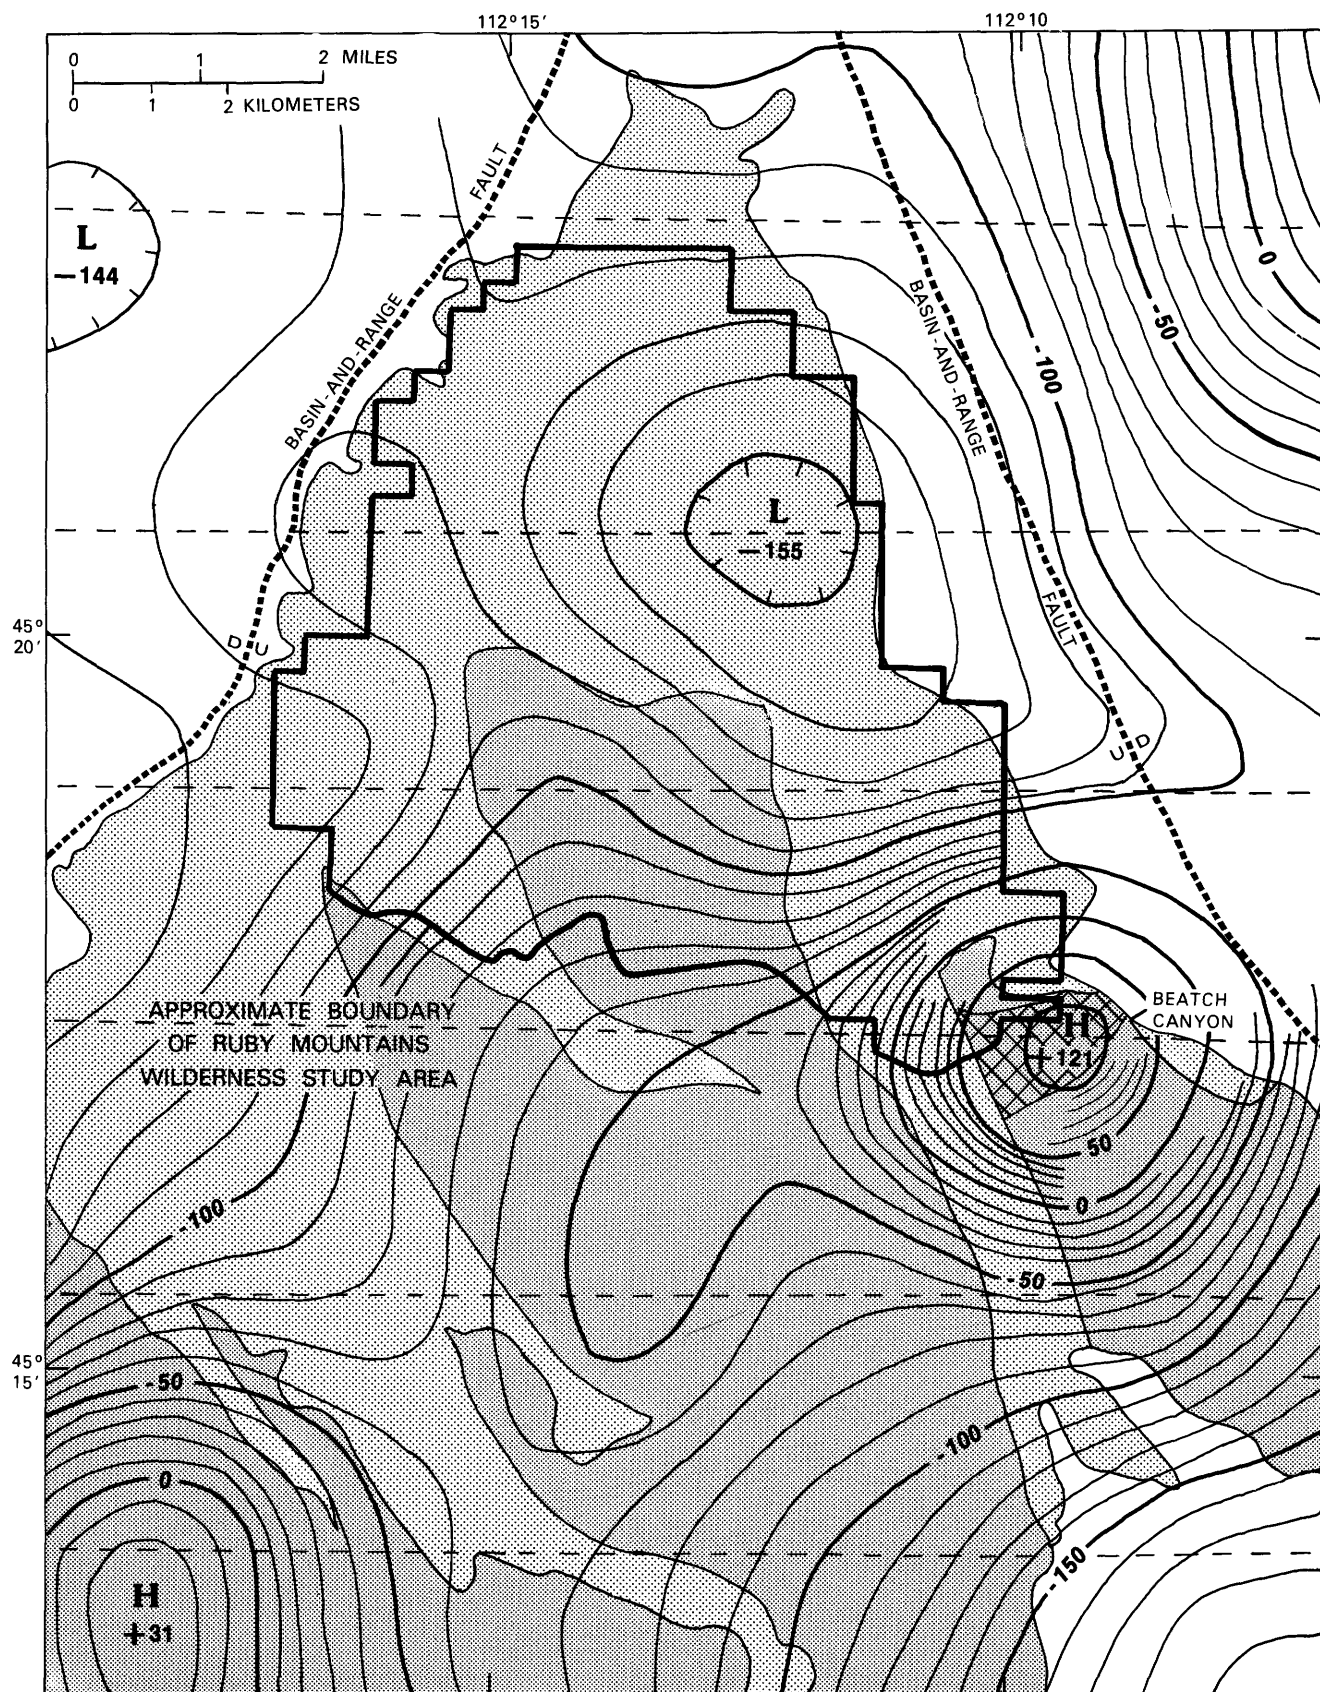 112°15'
112°10
0 1 2 MILES
0 1 2 KILOMETERS
FAULT
L
-144
0
-50
BASIN-AND-RANGE
BASIN-AND-RANGE
-100
L
-155
FAULT
45°
20'
D U
U D
APPROXIMATE BOUNDARY
OF RUBY MOUNTAINS
WILDERNESS STUDY AREA
BEATCH
CANYON
H
+121
50
-100
0
-50
45°
15'
-50
-100
0
-150
H
+31